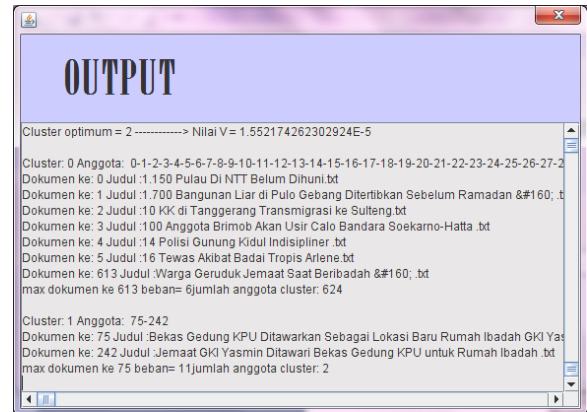 OUTPUT
Cluster optimum = 2 ------------> Nilai V = 1.552174262302924E-5
Cluster: 0 Anggota: 0-1-2-3-4-5-6-7-8-9-10-11-12-13-14-15-16-17-18-19-20-21-22-23-24-25-26-27-2
Dokumen ke: 0 Judul :1.150 Pulau Di NTT Belum Dihuni.txt
Dokumen ke: 1 Judul :1.700 Bangunan Liar di Pulo Gebang Ditertibkan Sebelum Ramadan &#160; .t
Dokumen ke: 2 Judul :10 KK di Tanggerang Transmigrasi ke Sulteng.txt
Dokumen ke: 3 Judul :100 Anggota Brimob Akan Usir Calo Bandara Soekarno-Hatta .txt
Dokumen ke: 4 Judul :14 Polisi Gunung Kidul Indisipliner .txt
Dokumen ke: 5 Judul :16 Tewas Akibat Badai Tropis Arlene.txt
Dokumen ke: 613 Judul :Warga Geruduk Jemaat Saat Beribadah &#160; .txt
max dokumen ke 613 beban= 6jumlah anggota cluster: 624
Cluster: 1 Anggota: 75-242
Dokumen ke: 75 Judul :Bekas Gedung KPU Ditawarkan Sebagai Lokasi Baru Rumah Ibadah GKI Yas
Dokumen ke: 242 Judul :Jemaat GKI Yasmin Ditawari Bekas Gedung KPU untuk Rumah Ibadah .txt
max dokumen ke 75 beban= 11jumlah anggota cluster: 2